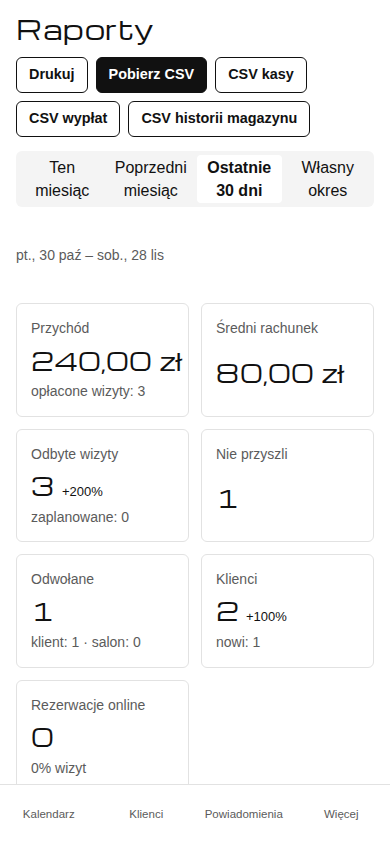 Raporty
Drukuj
Pobierz CSV
CSV kasy
CSV wypłat
CSV historii magazynu
Ten miesiąc
Poprzedni miesiąc
Ostatnie 30 dni
Własny okres
pt., 30 paź – sob., 28 lis
Przychód
240,00 zł
opłacone wizyty: 3
Średni rachunek
80,00 zł
Odbyte wizyty
3 +200%
zaplanowane: 0
Nie przyszli
1
Odwołane
1
klient: 1 · salon: 0
Klienci
2 +100%
nowi: 1
Rezerwacje online
0
0% wizyt
Kalendarz
Klienci
Powiadomienia
Więcej